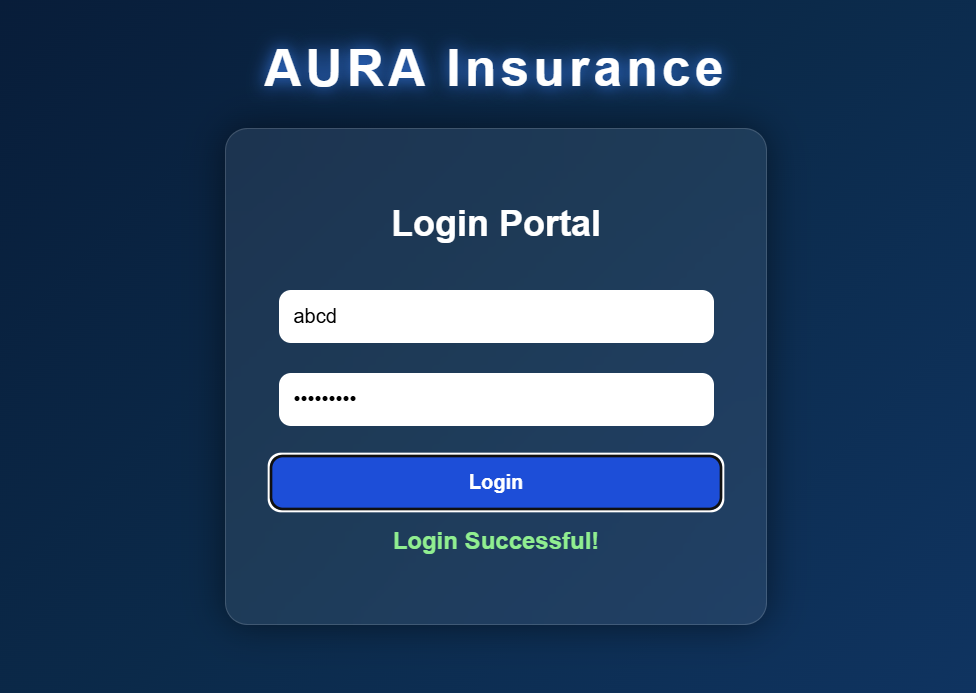 AURA Insurance
Login Portal
abcd
•••••••••
Login
Login Successful!